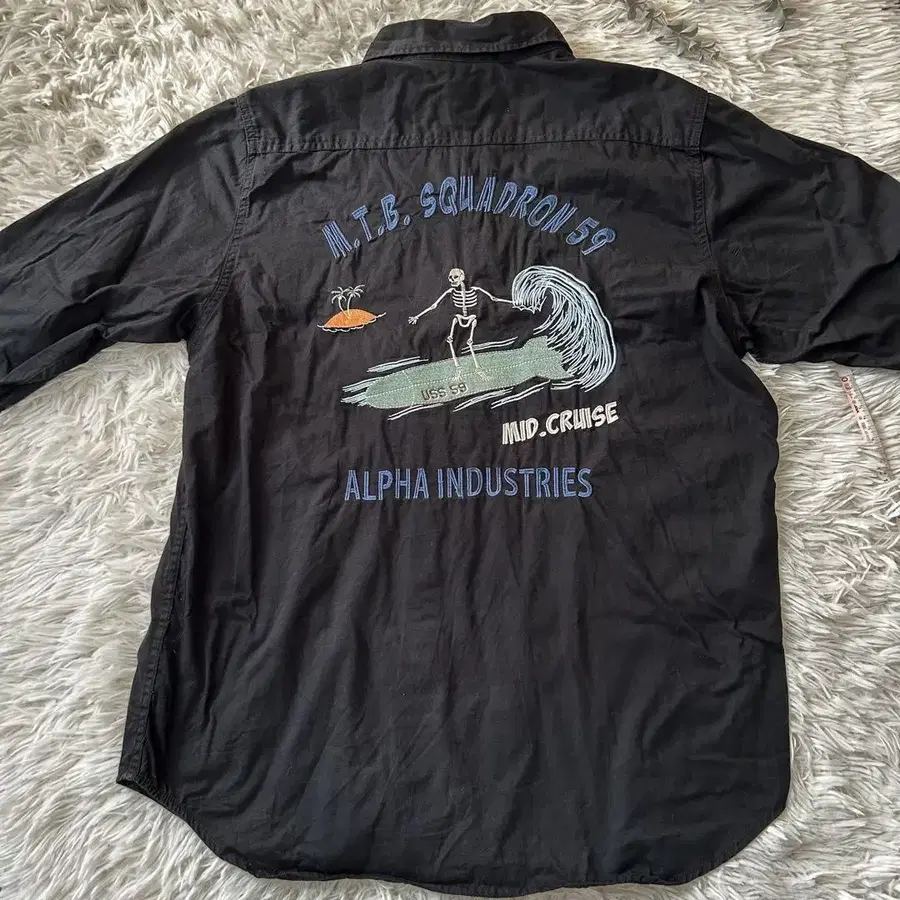 M.T.B. SQUADRON 59
USS 59
MID.CRUISE
ALPHA INDUSTRIES